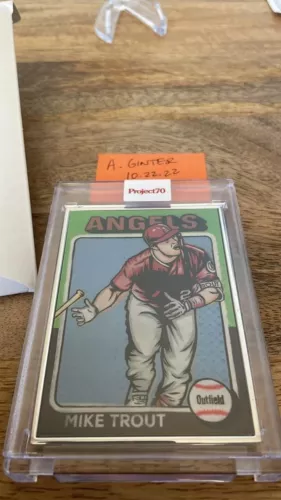 A. GINTER
10.22.22
Project70
ANGELS
Outfield
MIKE TROUT